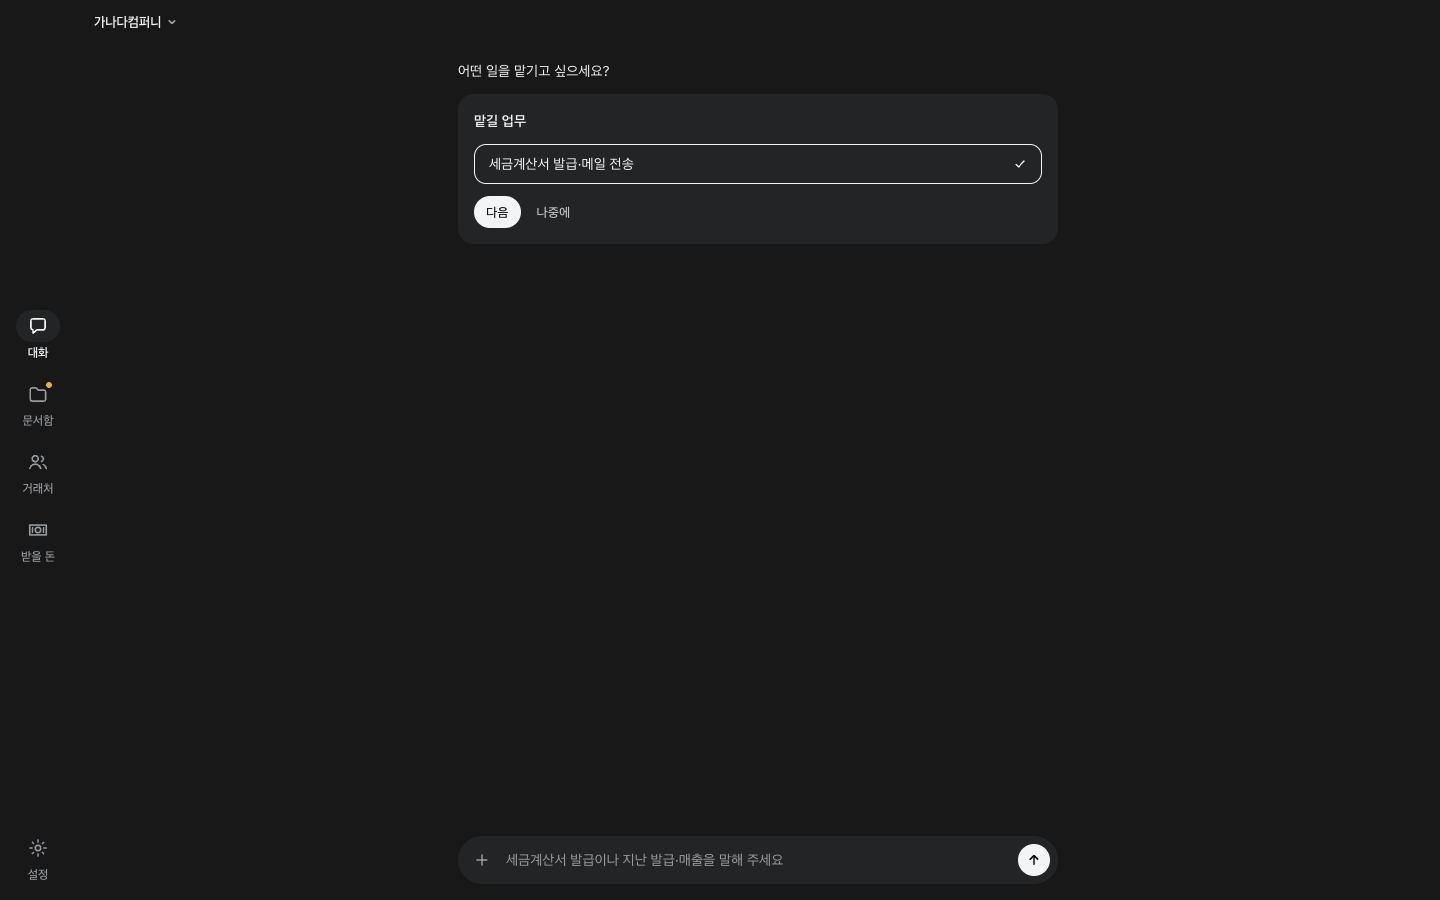 가나다컴퍼니
어떤 일을 맡기고 싶으세요?
맡길 업무
세금계산서 발급·메일 전송
다음
나중에
대화
문서함
거래처
받을 돈
세금계산서 발급이나 지난 발급·매출을 말해 주세요
설정